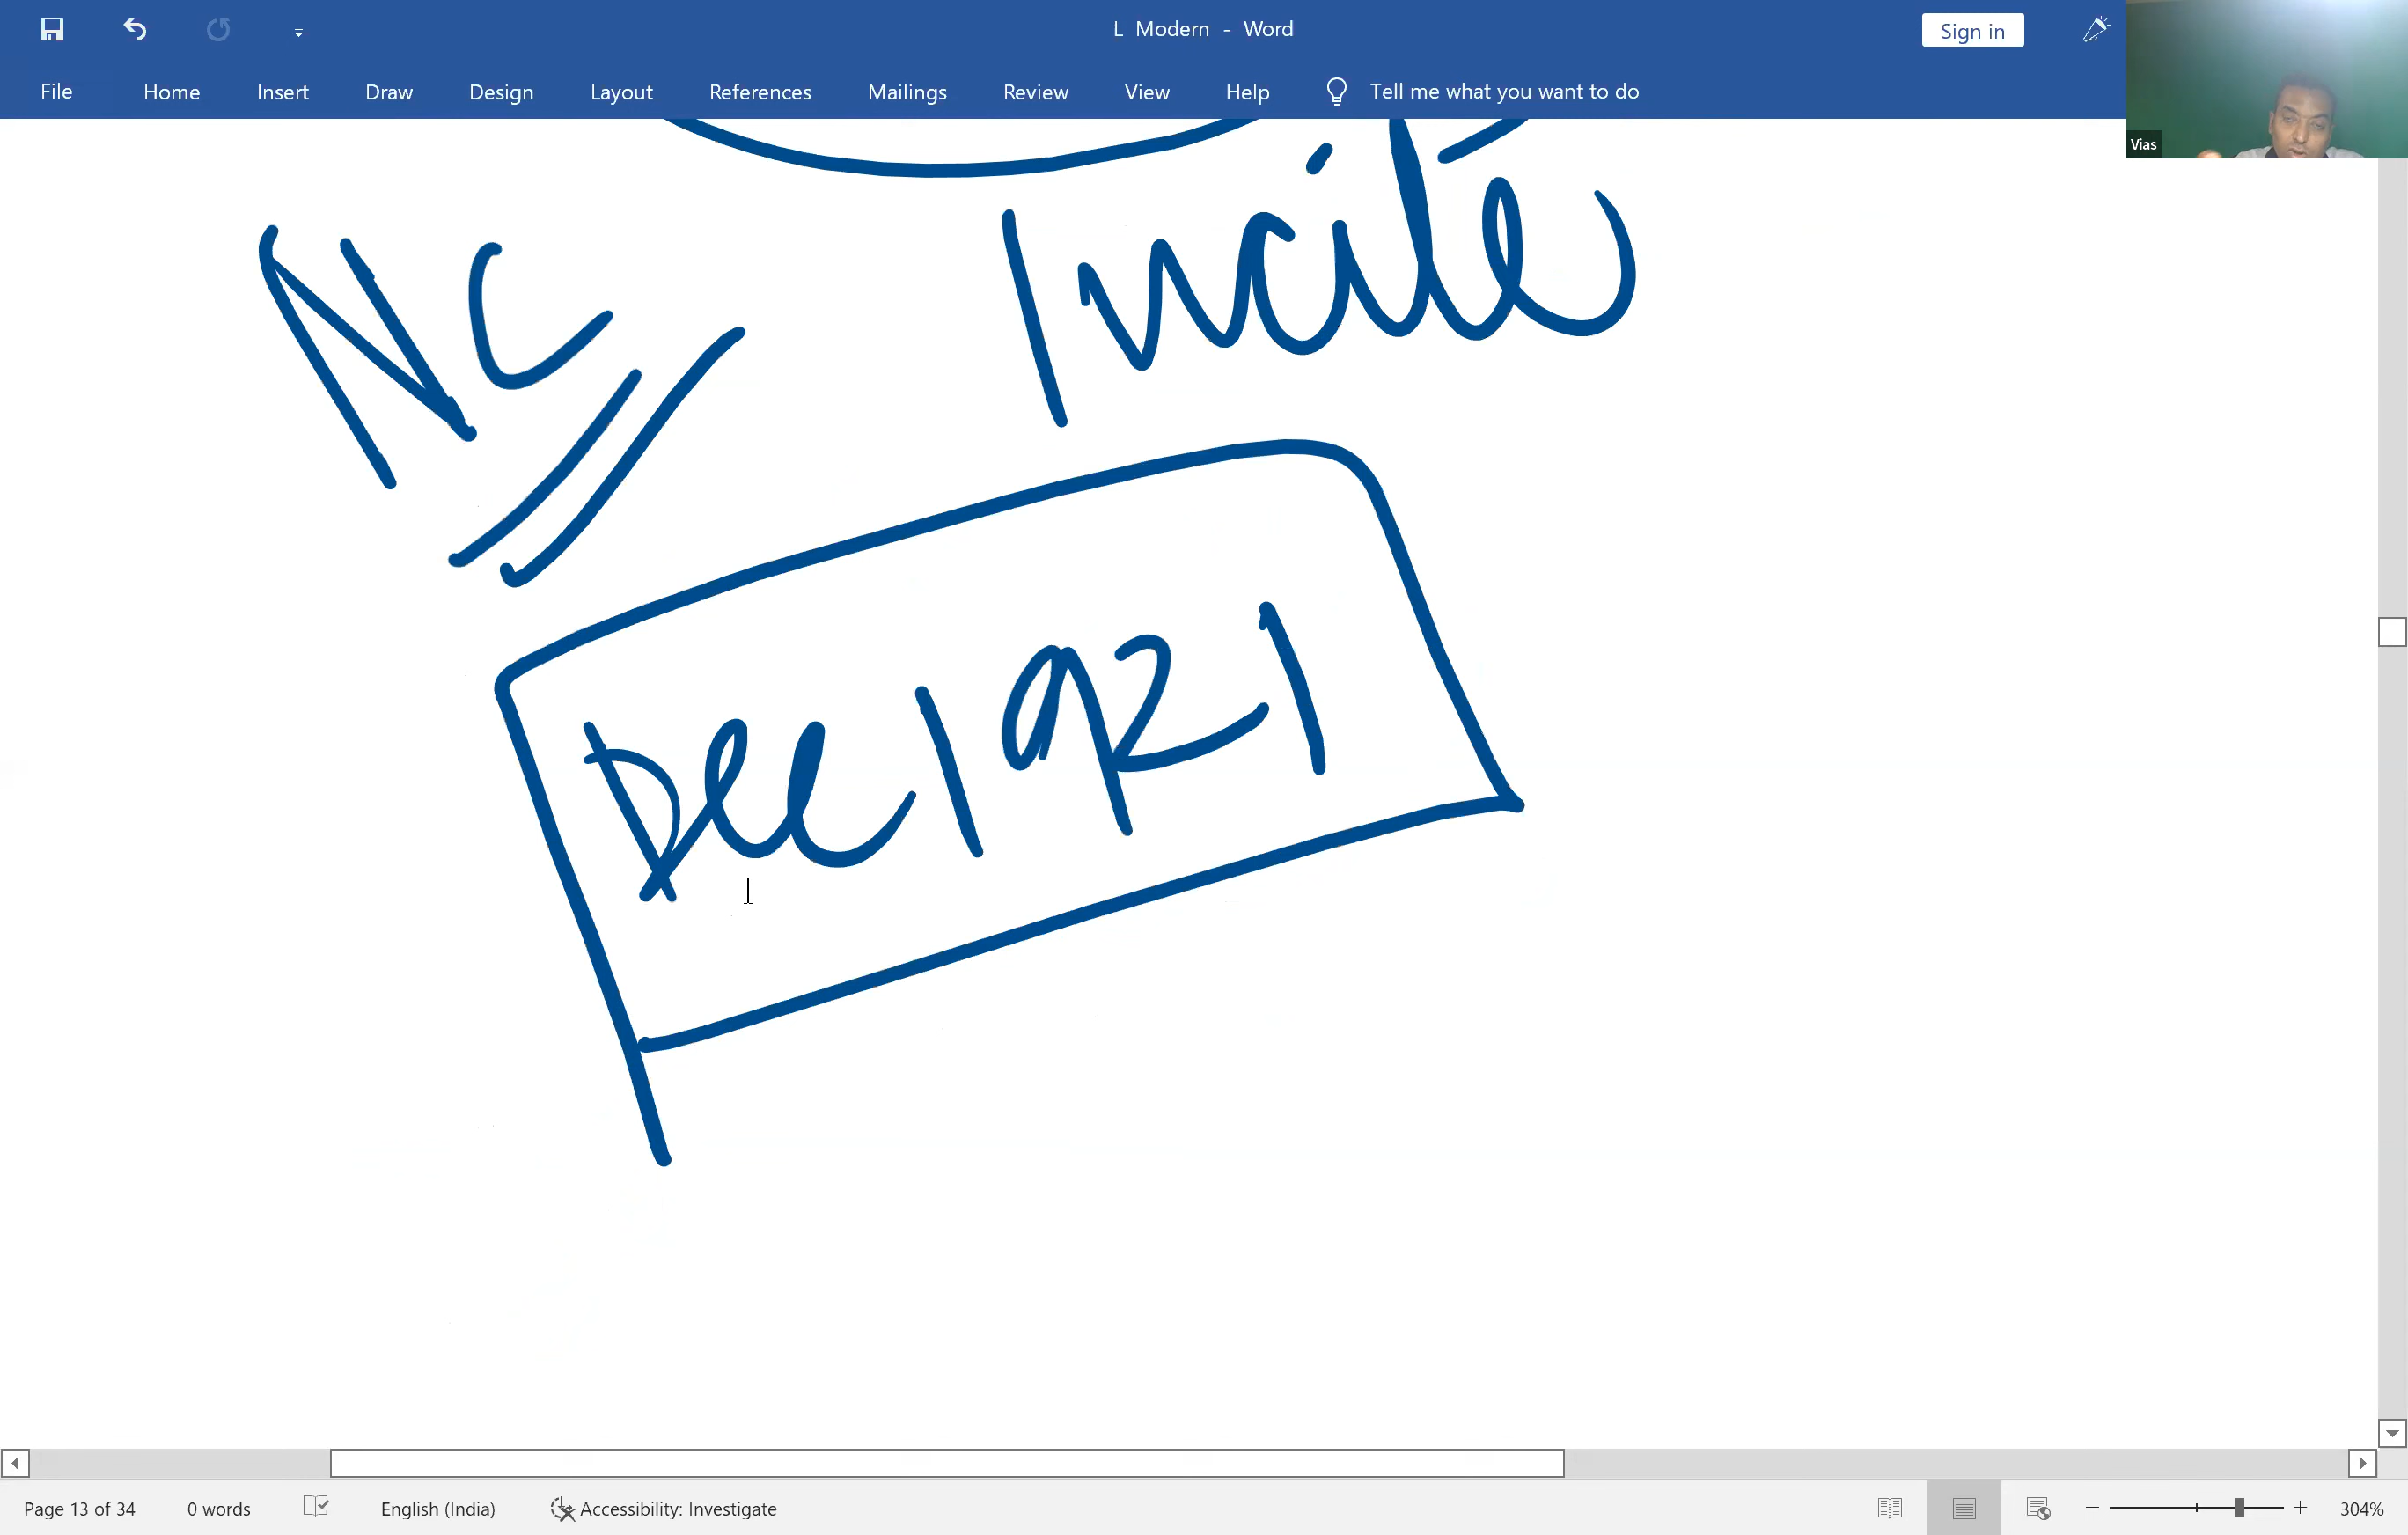 L Modern - Word
Sign in
File Home Insert Draw Design Layout References Mailings Review View Help Tell me what you want to do
Vias
NC
Incite
Dec 1921
Page 13 of 34 0 words English (India) Accessibility: Investigate 304%